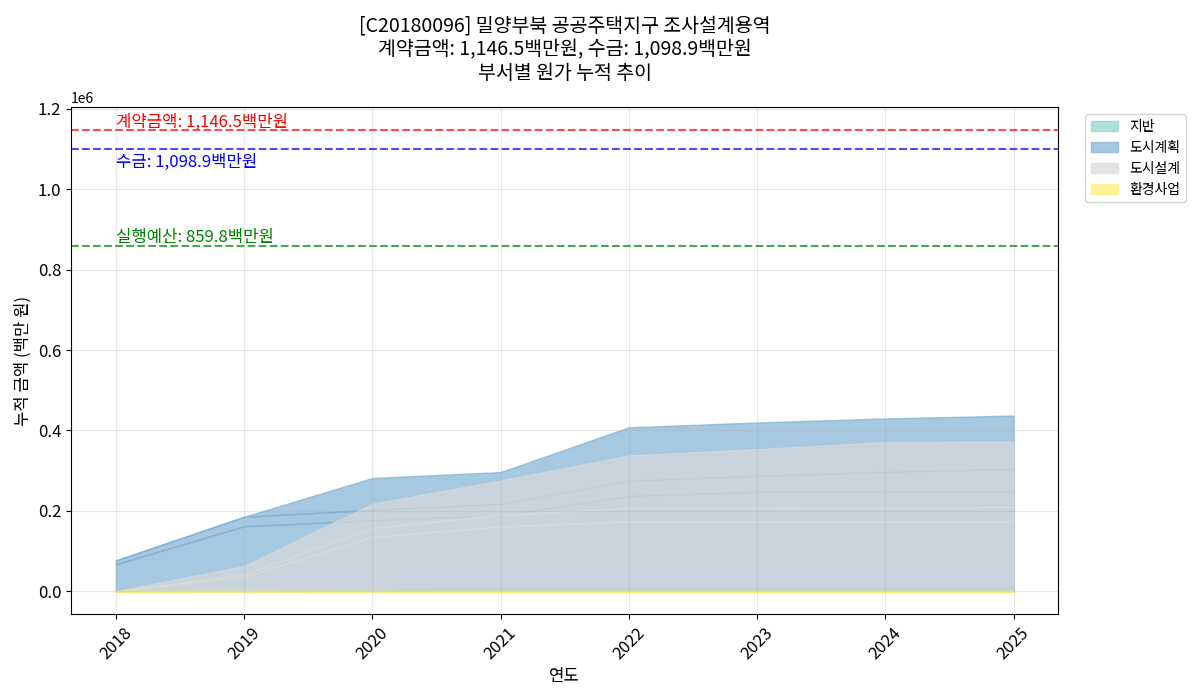 [C20180096] 밀양부북 공공주택지구 조사설계용역
계약금액: 1,146.5백만원, 수금: 1,098.9백만원
부서별 원가 누적 추이
1e6
1.2
1.0
0.8
0.6
0.4
0.2
0.0
누적 금액 (백만 원)
계약금액: 1,146.5백만원
수금: 1,098.9백만원
실행예산: 859.8백만원
지반
도시계획
도시설계
환경사업
2018
2019
2020
2021
2022
2023
2024
2025
연도